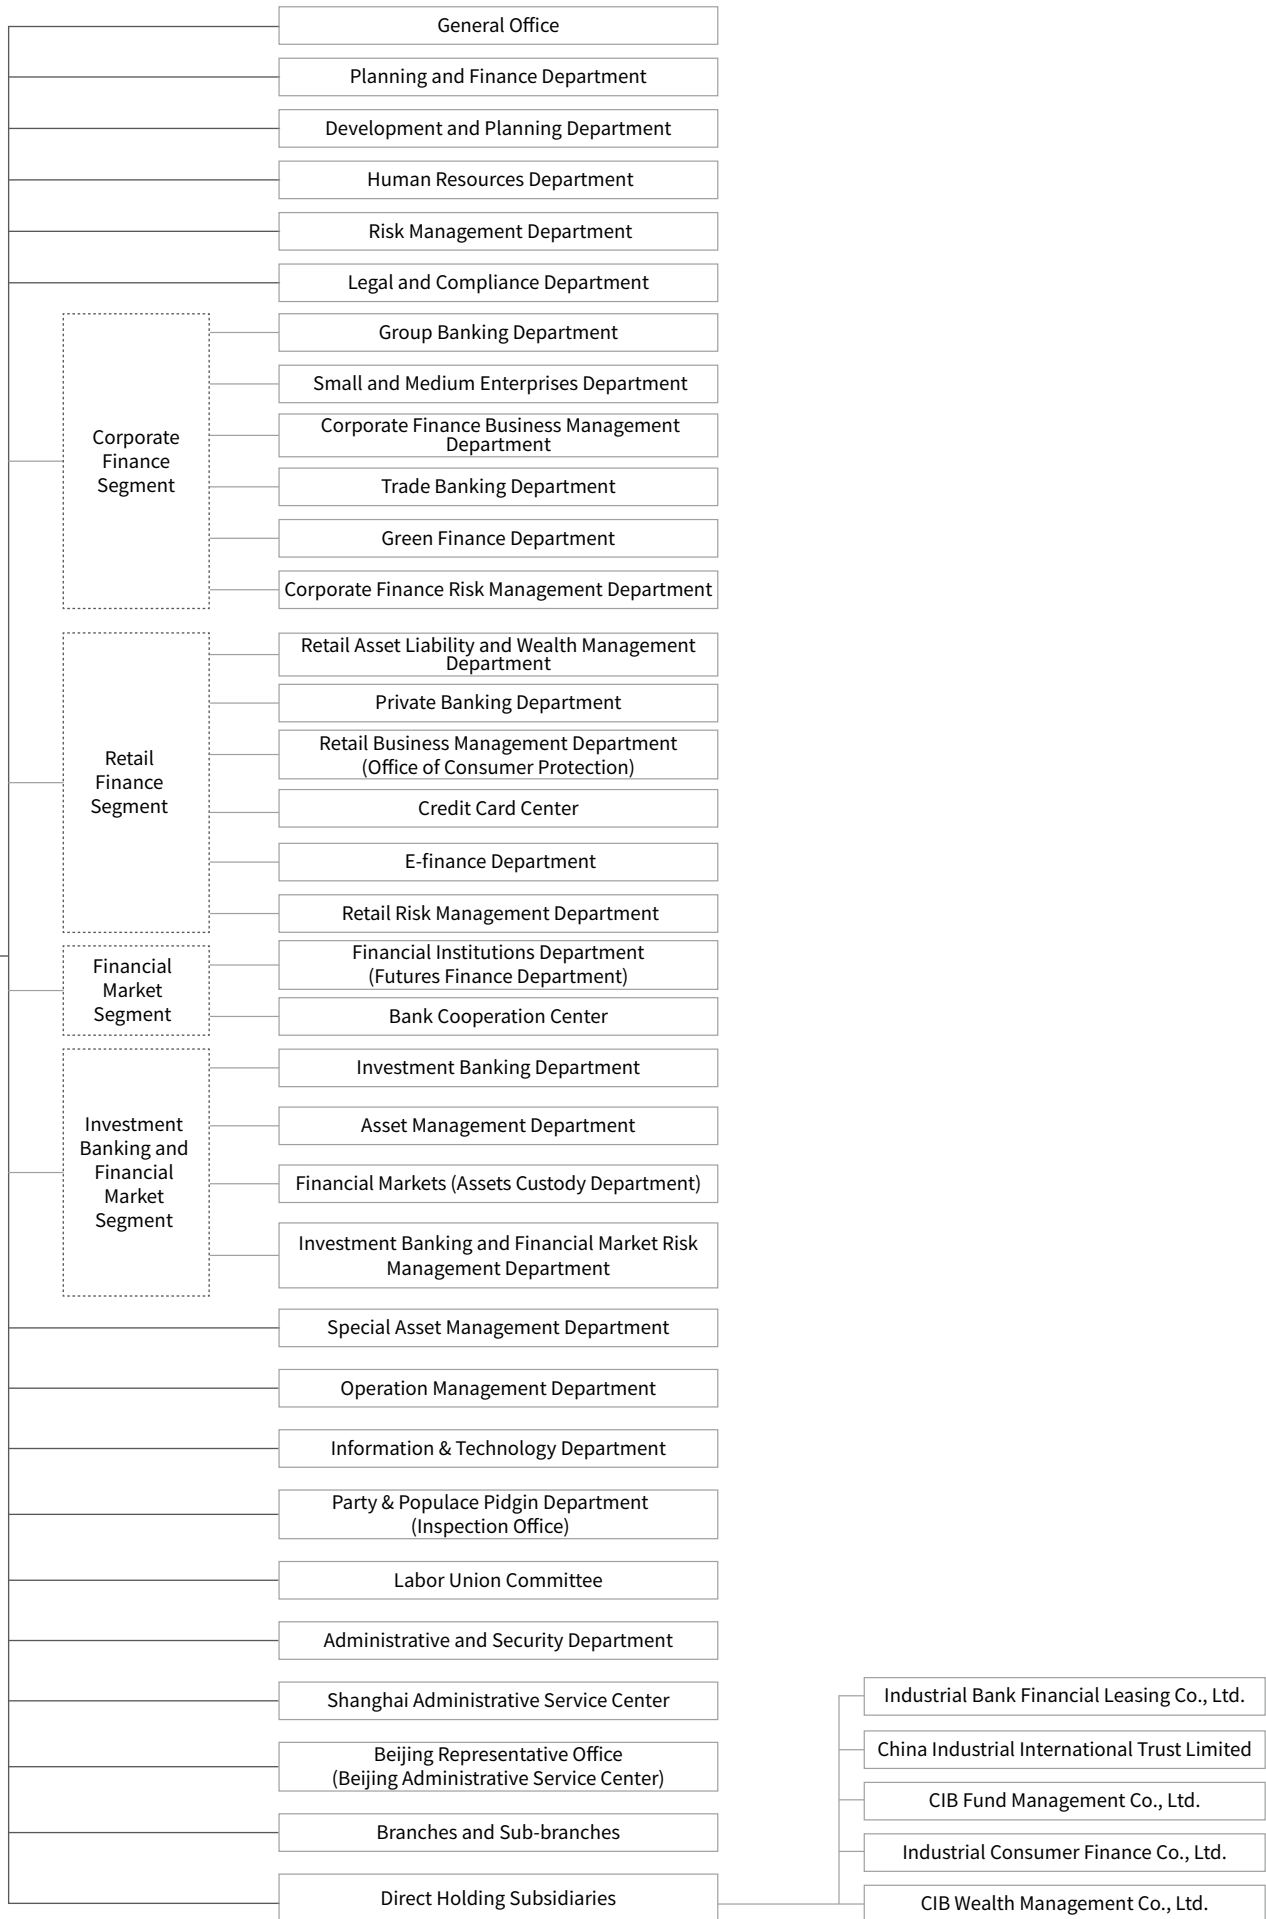 General Office
Planning and Finance Department
Development and Planning Department
Human Resources Department
Risk Management Department
Legal and Compliance Department
Corporate
Finance
Segment
Group Banking Department
Small and Medium Enterprises Department
Corporate Finance Business Management
Department
Trade Banking Department
Green Finance Department
Corporate Finance Risk Management Department
Retail
Finance
Segment
Retail Asset Liability and Wealth Management
Department
Private Banking Department
Retail Business Management Department
(Office of Consumer Protection)
Credit Card Center
E-finance Department
Retail Risk Management Department
Financial
Market
Segment
Financial Institutions Department
(Futures Finance Department)
Bank Cooperation Center
Investment
Banking and
Financial
Market
Segment
Investment Banking Department
Asset Management Department
Financial Markets (Assets Custody Department)
Investment Banking and Financial Market Risk
Management Department
Special Asset Management Department
Operation Management Department
Information & Technology Department
Party & Populace Pidgin Department
(Inspection Office)
Labor Union Committee
Administrative and Security Department
Shanghai Administrative Service Center
Beijing Representative Office
(Beijing Administrative Service Center)
Branches and Sub-branches
Direct Holding Subsidiaries
Industrial Bank Financial Leasing Co., Ltd.
China Industrial International Trust Limited
CIB Fund Management Co., Ltd.
Industrial Consumer Finance Co., Ltd.
CIB Wealth Management Co., Ltd.